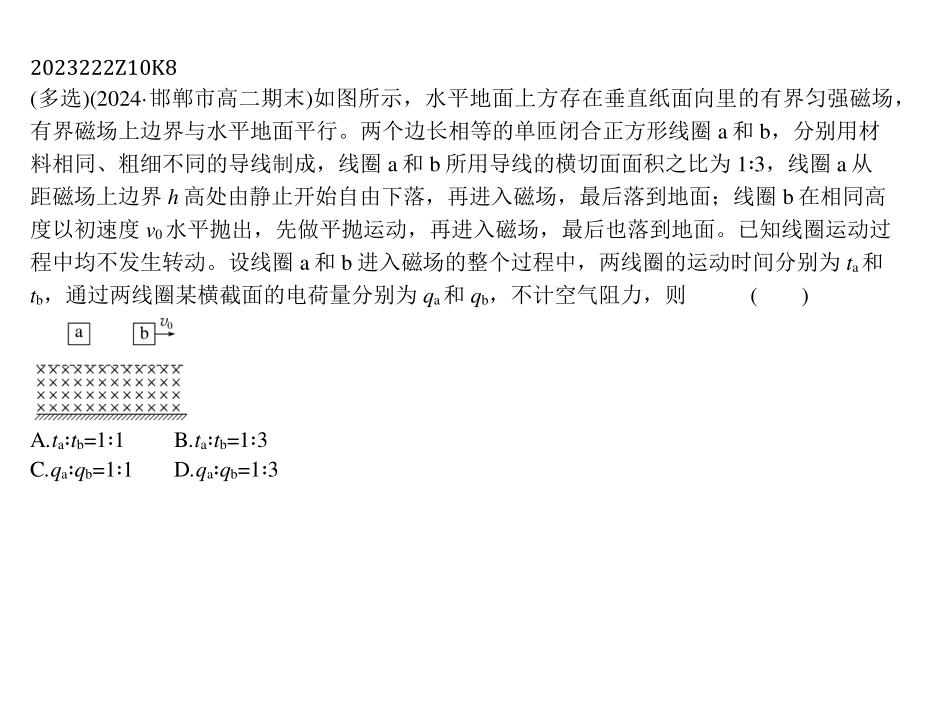 2023222Z10K8
(多选)(2024·邯郸市高二期末)如图所示，水平地面上方存在垂直纸面向里的有界匀强磁场，
有界磁场上边界与水平地面平行。两个边长相等的单匝闭合正方形线圈 a 和 b，分别用材
料相同、粗细不同的导线制成，线圈 a 和 b 所用导线的横切面面积之比为 1∶3，线圈 a 从
距磁场上边界 h 高处由静止开始自由下落，再进入磁场，最后落到地面；线圈 b 在相同高
度以初速度 v₀水平抛出，先做平抛运动，再进入磁场，最后也落到地面。已知线圈运动过
程中均不发生转动。设线圈 a 和 b 进入磁场的整个过程中，两线圈的运动时间分别为 tₐ和
t_b，通过两线圈某横截面的电荷量分别为 qₐ和 q_b，不计空气阻力，则 ( )
a b v₀
A.tₐ∶t_b=1∶1 B.tₐ∶t_b=1∶3
C.qₐ∶q_b=1∶1 D.qₐ∶q_b=1∶3